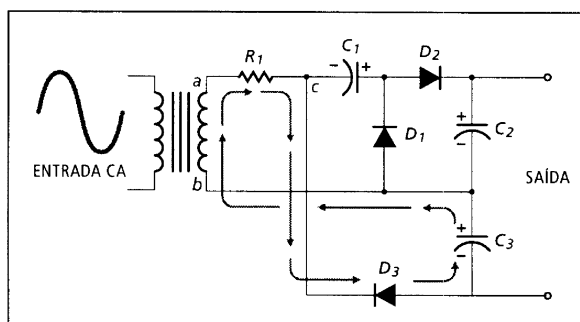 C1
R1
D2
a
c
- +
+
-
C2
D1
ENTRADA CA
SAÍDA
b
+
-
C3
D3